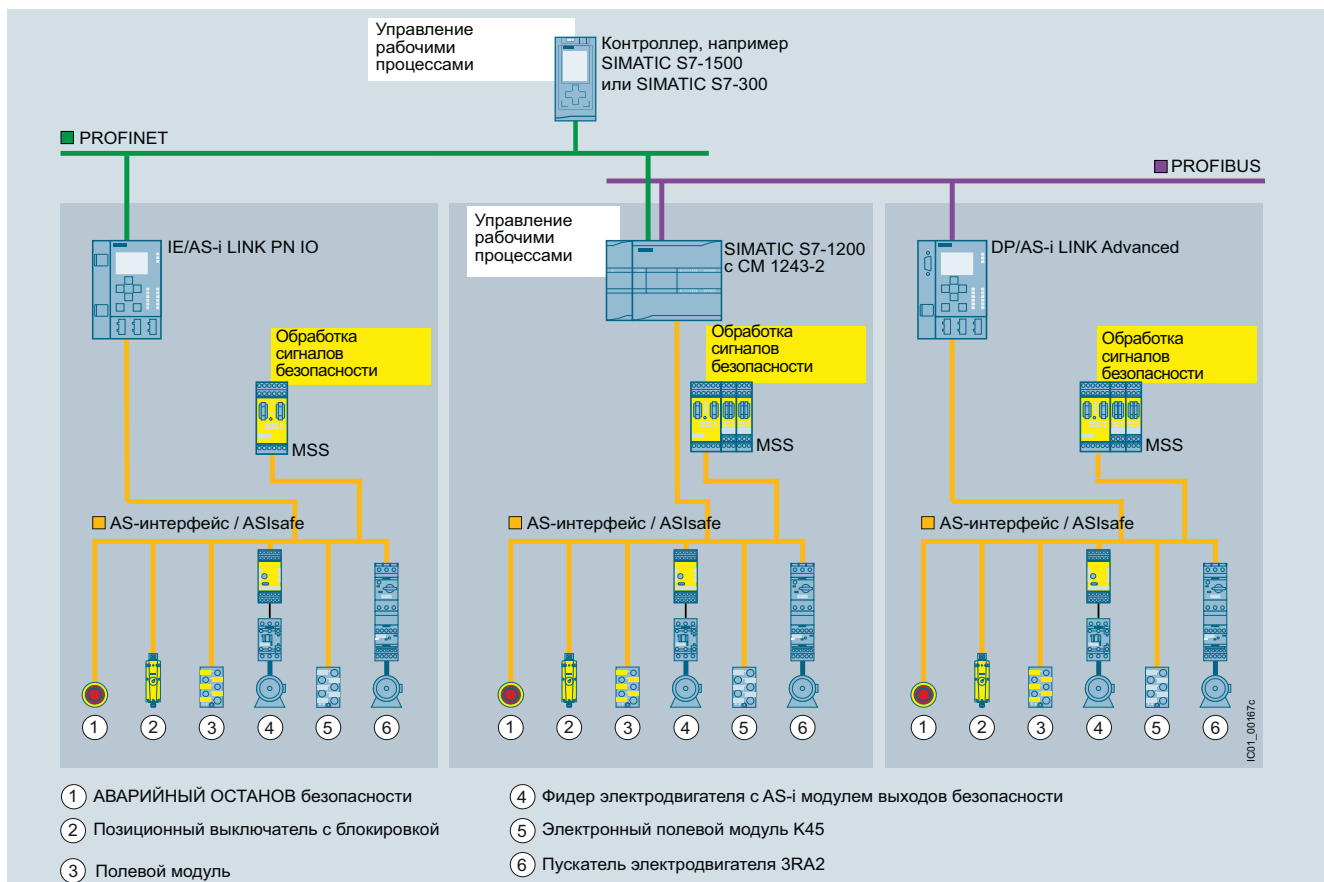 Управление
рабочими
процессами
Контроллер, например
SIMATIC S7-1500
или SIMATIC S7-300
PROFINET
PROFIBUS
IE/AS-i LINK PN IO
Управление
рабочими
процессами
SIMATIC S7-1200
с CM 1243-2
DP/AS-i LINK Advanced
Обработка
сигналов
безопасности
MSS
Обработка
сигналов
безопасности
MSS
Обработка
сигналов
безопасности
MSS
AS-интерфейс / ASIsafe
AS-интерфейс / ASIsafe
AS-интерфейс / ASIsafe
1 2 3 4 5 6
1 2 3 4 5 6
1 2 3 4 5 6
IC01_00167c
1 АВАРИЙНЫЙ ОСТАНОВ безопасности
2 Позиционный выключатель с блокировкой
3 Полевой модуль
4 Фидер электродвигателя с AS-i модулем выходов безопасности
5 Электронный полевой модуль K45
6 Пускатель электродвигателя 3RA2